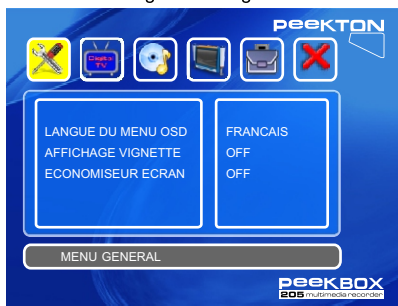 PEEKTON
Digital TV
LANGUE DU MENU OSD FRANCAIS
AFFICHAGE VIGNETTE OFF
ECONOMISEUR ECRAN OFF
MENU GENERAL
PEEKBOX
205 multimedia recorder